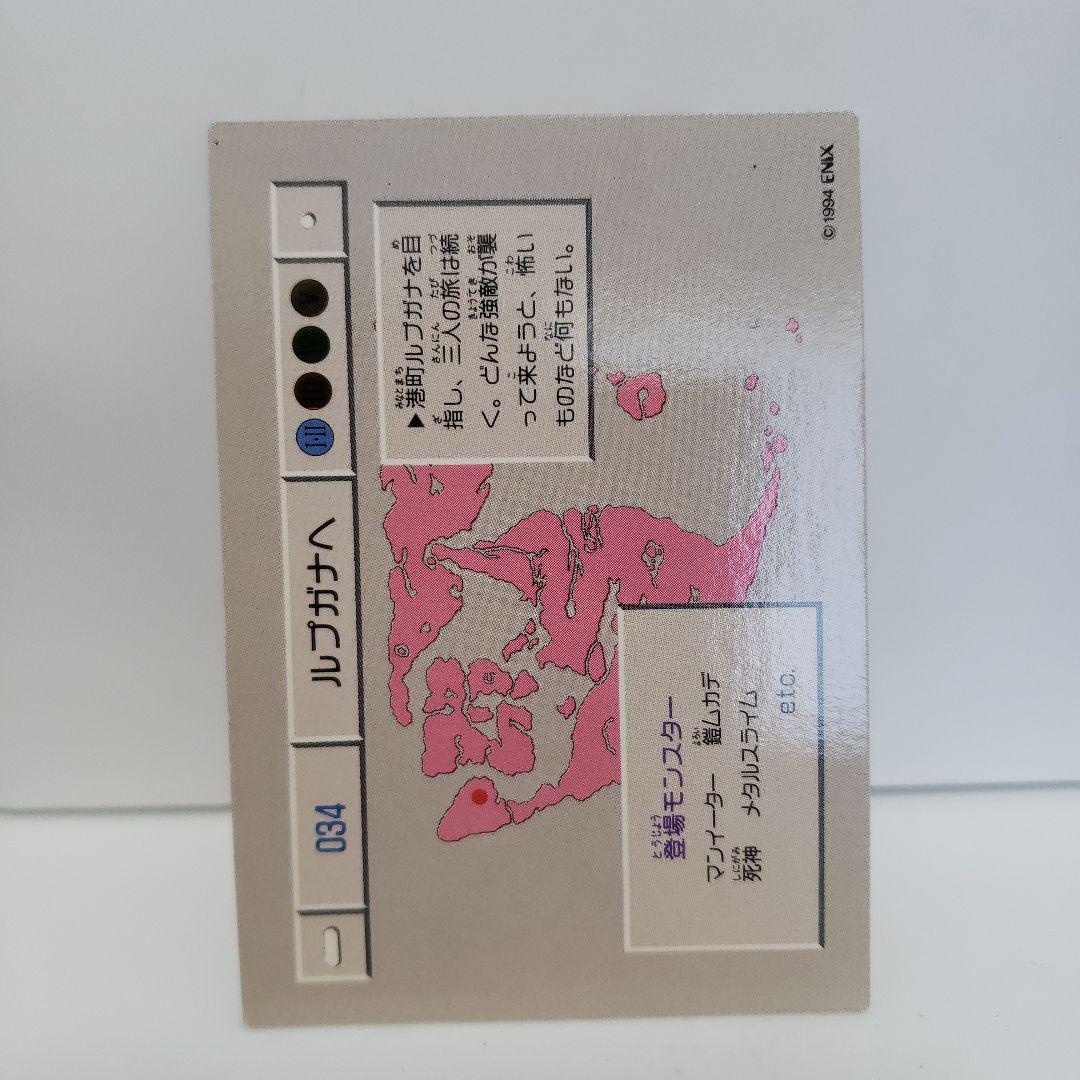 034
ルプガナへ
I・II
III
IV
V
▶港町ルプガナを目
指し、三人の旅は続
く。どんな強敵が襲
って来ようと、怖い
ものなど何もない。
登場モンスター
マンイーター 鎧ムカデ
死神 メタルスライム
etc.
©1994 ENIX